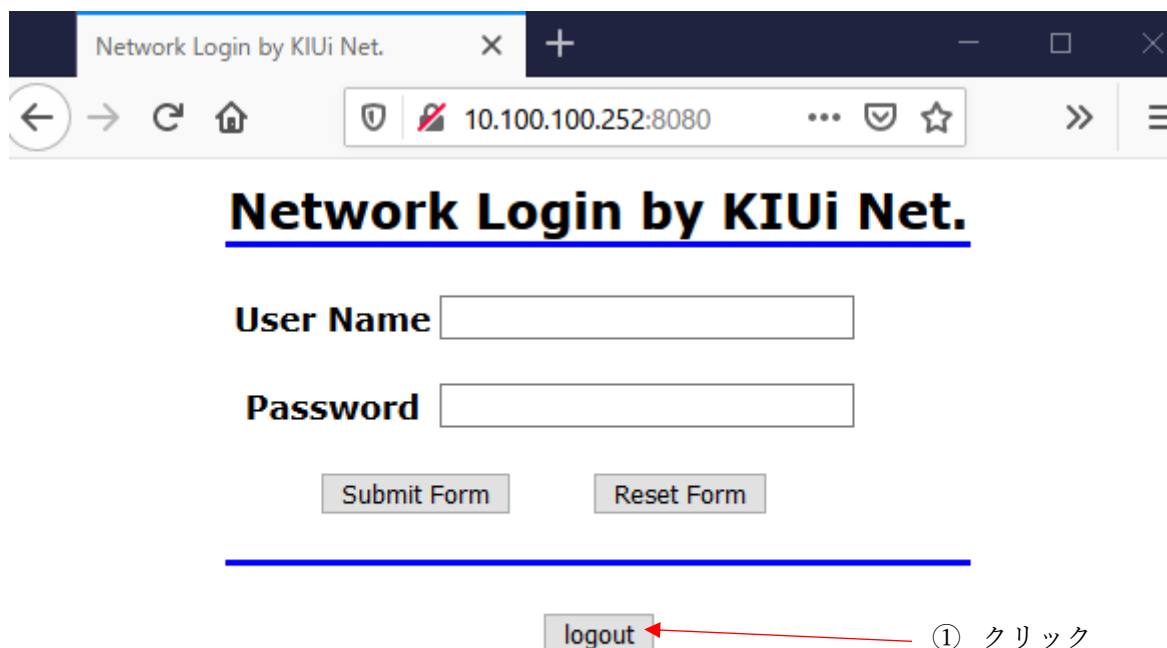 Network Login by KIUi Net.
10.100.100.252:8080
Network Login by KIUi Net.
User Name
Password
Submit Form Reset Form
logout ① クリック